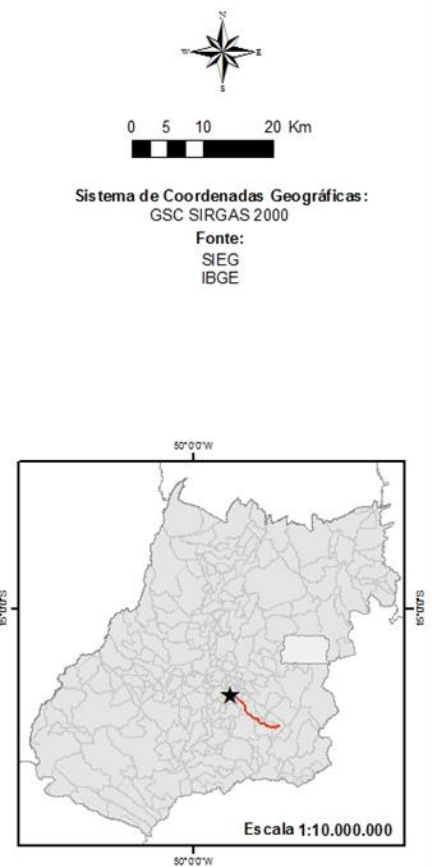 N
W E
S
0 5 10 20 Km
Sistema de Coordenadas Geográficas:
GSC SIRGAS 2000
Fonte:
SIEG
IBGE
50°0'0"W
15°0'0"S 15°0'0"S
Escala 1:10.000.000
50°0'0"W